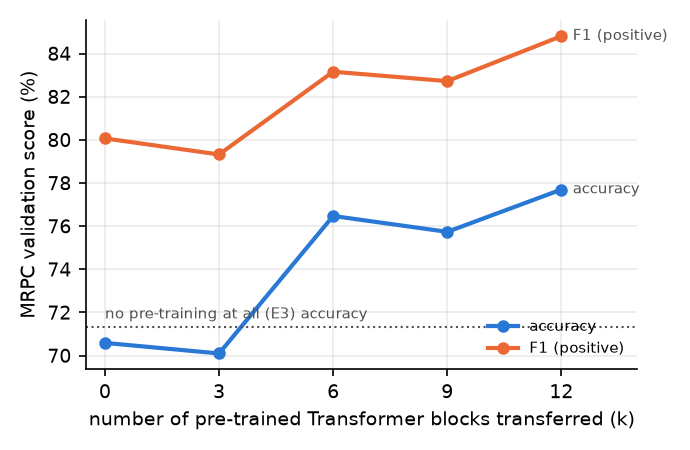 84
82
80
78
76
74
72
70
MRPC validation score (%)
F1 (positive)
accuracy
no pre-training at all (E3) accuracy
accuracy
F1 (positive)
0 3 6 9 12
number of pre-trained Transformer blocks transferred (k)